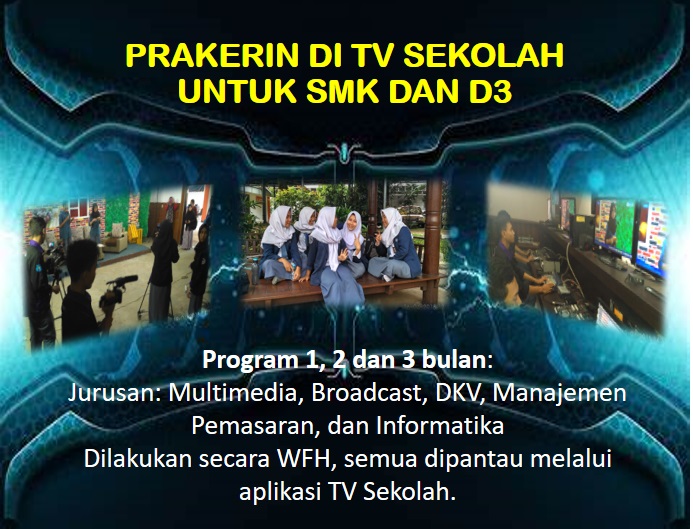 PRAKERIN DI TV SEKOLAH
UNTUK SMK DAN D3
Program 1, 2 dan 3 bulan:
Jurusan: Multimedia, Broadcast, DKV, Manajemen
Pemasaran, dan Informatika
Dilakukan secara WFH, semua dipantau melalui
aplikasi TV Sekolah.